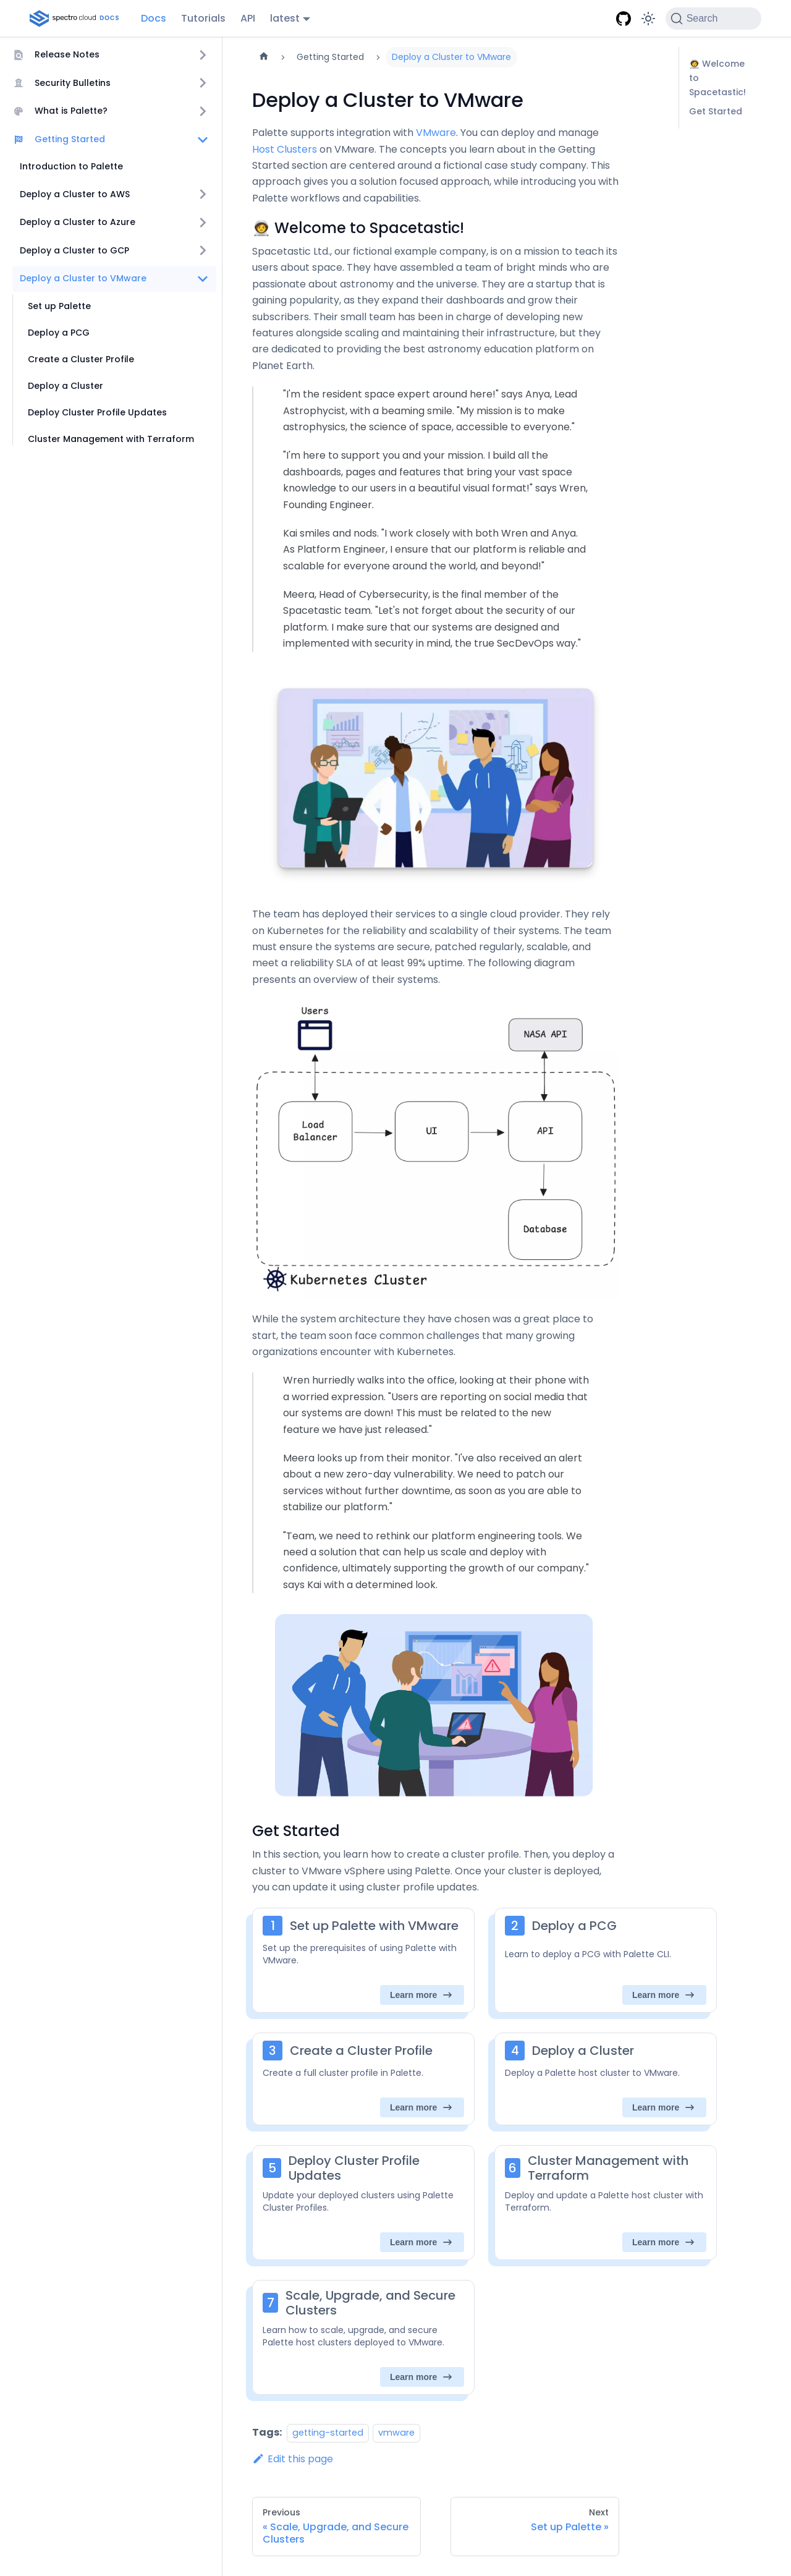 spectro cloud DOCS
Docs
Tutorials
API
latest
Search
Release Notes
Security Bulletins
What is Palette?
Getting Started
Introduction to Palette
Deploy a Cluster to AWS
Deploy a Cluster to Azure
Deploy a Cluster to GCP
Deploy a Cluster to VMware
Set up Palette
Deploy a PCG
Create a Cluster Profile
Deploy a Cluster
Deploy Cluster Profile Updates
Cluster Management with Terraform
Getting Started
Deploy a Cluster to VMware
Deploy a Cluster to VMware
Palette supports integration with VMware. You can deploy and manage
Host Clusters on VMware. The concepts you learn about in the Getting
Started section are centered around a fictional case study company. This
approach gives you a solution focused approach, while introducing you with
Palette workflows and capabilities.
🧑‍🚀 Welcome to Spacetastic!
Spacetastic Ltd., our fictional example company, is on a mission to teach its
users about space. They have assembled a team of bright minds who are
passionate about astronomy and the universe. They are a startup that is
gaining popularity, as they expand their dashboards and grow their
subscribers. Their small team has been in charge of developing new
features alongside scaling and maintaining their infrastructure, but they
are dedicated to providing the best astronomy education platform on
Planet Earth.
"I'm the resident space expert around here!" says Anya, Lead
Astrophycist, with a beaming smile. "My mission is to make
astrophysics, the science of space, accessible to everyone."
"I'm here to support you and your mission. I build all the
dashboards, pages and features that bring your vast space
knowledge to our users in a beautiful visual format!" says Wren,
Founding Engineer.
Kai smiles and nods. "I work closely with both Wren and Anya.
As Platform Engineer, I ensure that our platform is reliable and
scalable for everyone around the world, and beyond!"
Meera, Head of Cybersecurity, is the final member of the
Spacetastic team. "Let's not forget about the security of our
platform. I make sure that our systems are designed and
implemented with security in mind, the true SecDevOps way."
The team has deployed their services to a single cloud provider. They rely
on Kubernetes for the reliability and scalability of their systems. The team
must ensure the systems are secure, patched regularly, scalable, and
meet a reliability SLA of at least 99% uptime. The following diagram
presents an overview of their systems.
Users
NASA API
Load
Balancer
UI
API
Database
Kubernetes Cluster
While the system architecture they have chosen was a great place to
start, the team soon face common challenges that many growing
organizations encounter with Kubernetes.
Wren hurriedly walks into the office, looking at their phone with
a worried expression. "Users are reporting on social media that
our systems are down! This must be related to the new
feature we have just released."
Meera looks up from their monitor. "I've also received an alert
about a new zero-day vulnerability. We need to patch our
services without further downtime, as soon as you are able to
stabilize our platform."
"Team, we need to rethink our platform engineering tools. We
need a solution that can help us scale and deploy with
confidence, ultimately supporting the growth of our company."
says Kai with a determined look.
Get Started
In this section, you learn how to create a cluster profile. Then, you deploy a
cluster to VMware vSphere using Palette. Once your cluster is deployed,
you can update it using cluster profile updates.
1 Set up Palette with VMware
Set up the prerequisites of using Palette with
VMware.
Learn more →
2 Deploy a PCG
Learn to deploy a PCG with Palette CLI.
Learn more →
3 Create a Cluster Profile
Create a full cluster profile in Palette.
Learn more →
4 Deploy a Cluster
Deploy a Palette host cluster to VMware.
Learn more →
5 Deploy Cluster Profile
Updates
Update your deployed clusters using Palette
Cluster Profiles.
Learn more →
6 Cluster Management with
Terraform
Deploy and update a Palette host cluster with
Terraform.
Learn more →
7 Scale, Upgrade, and Secure
Clusters
Learn how to scale, upgrade, and secure
Palette host clusters deployed to VMware.
Learn more →
Tags: getting-started vmware
Edit this page
Previous
« Scale, Upgrade, and Secure
Clusters
Next
Set up Palette »
🧑‍🚀 Welcome
to
Spacetastic!
Get Started